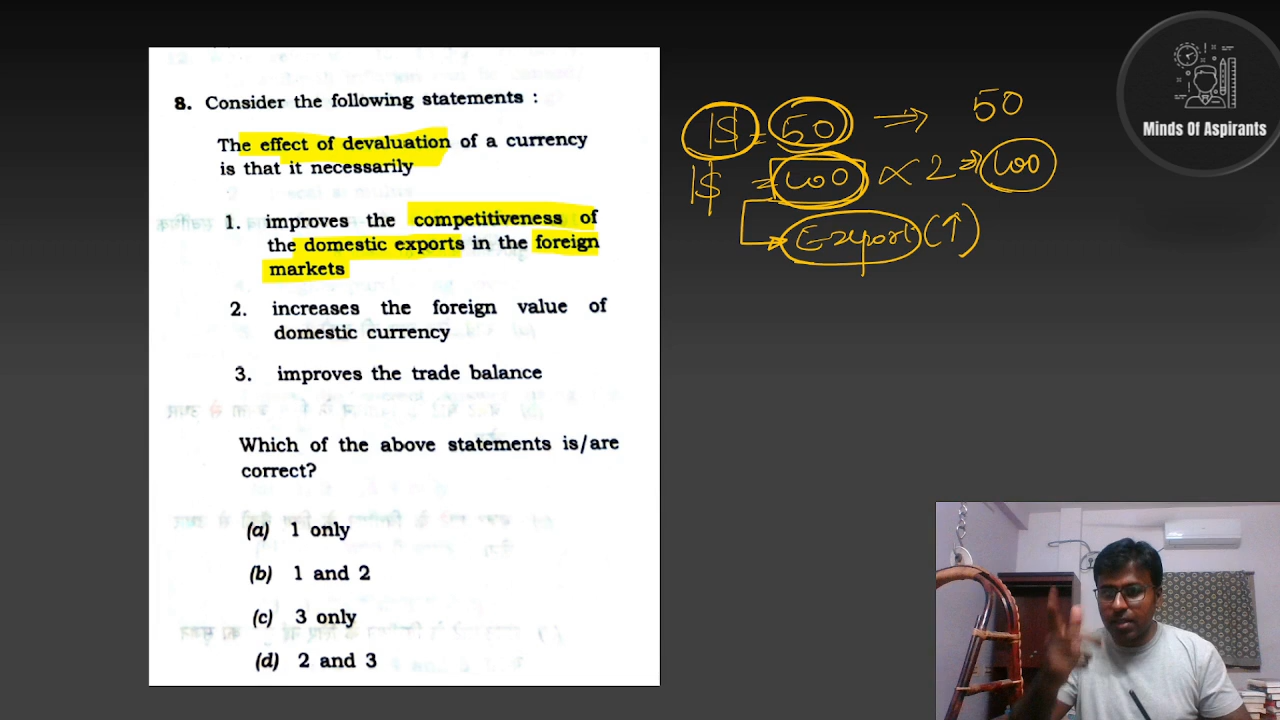 8. Consider the following statements :
The effect of devaluation of a currency
is that it necessarily
1. improves the competitiveness of
the domestic exports in the foreign
markets
2. increases the foreign value of
domestic currency
3. improves the trade balance
Which of the above statements is/are
correct?
(a) 1 only
(b) 1 and 2
(c) 3 only
(d) 2 and 3
1$ = 50 ⇒ 50
1$ = 100 × 2 ⇒ 100
Export (↑)
Minds Of Aspirants